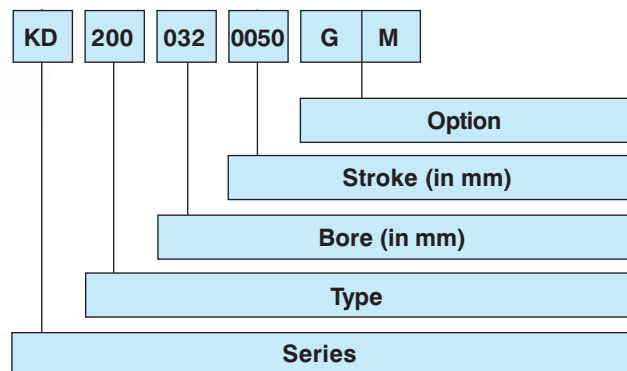 KD 200 032 0050 G M
Option
Stroke (in mm)
Bore (in mm)
Type
Series